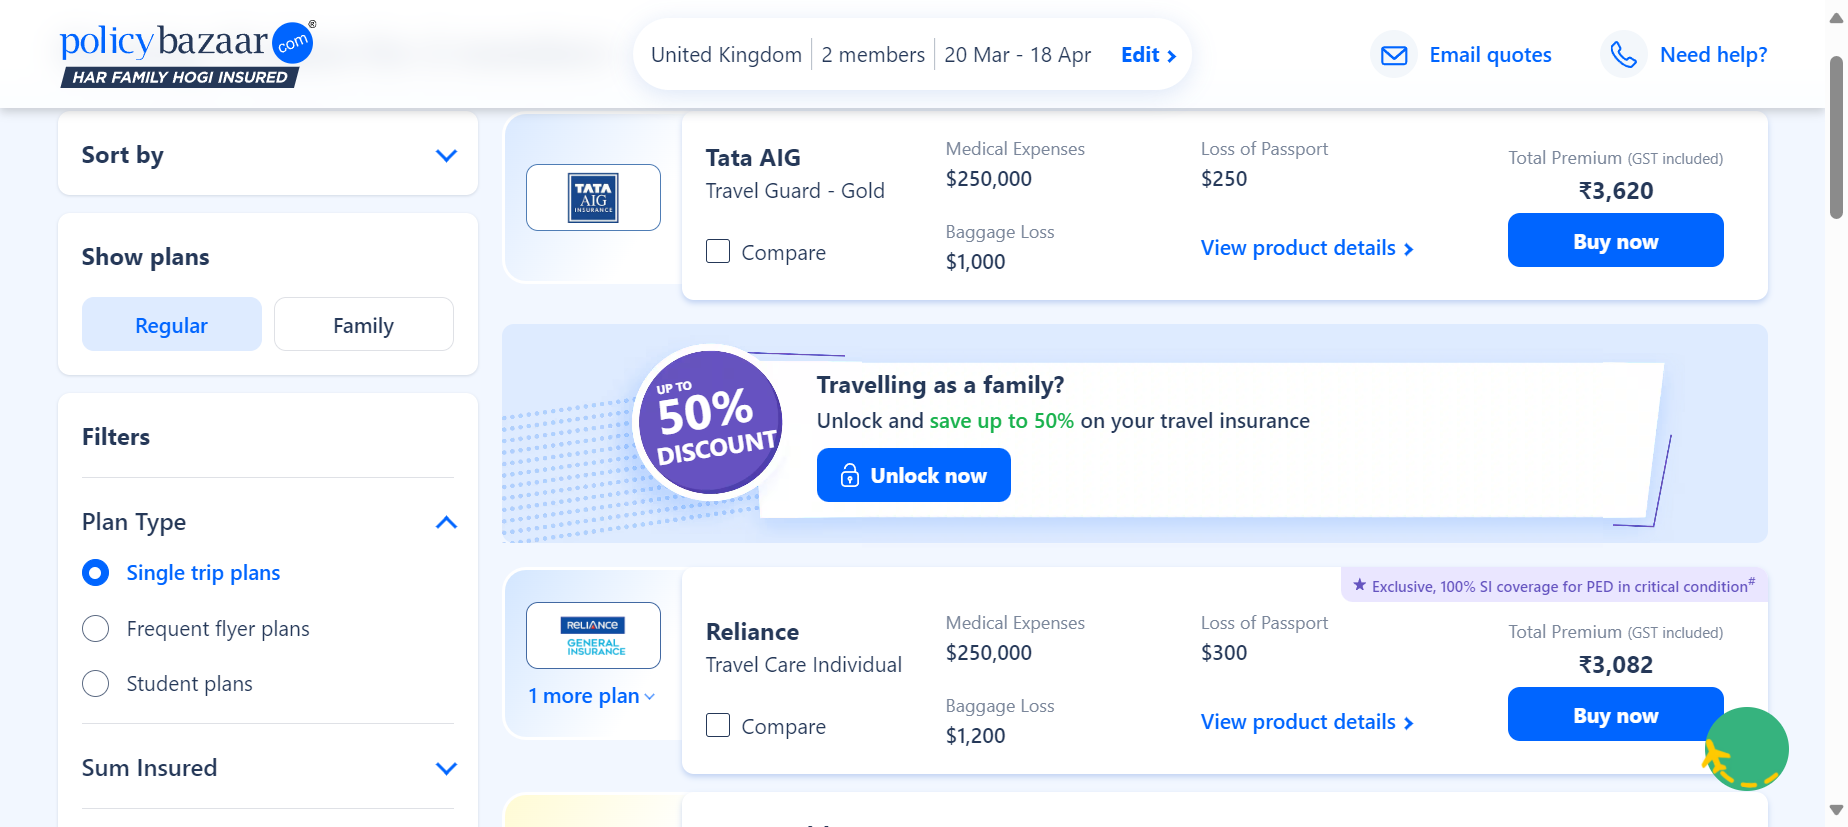 policybazaar com ®
HAR FAMILY HOGI INSURED
United Kingdom 2 members 20 Mar - 18 Apr Edit
Email quotes
Need help?
Sort by
Show plans
Regular
Family
Filters
Plan Type
Single trip plans
Frequent flyer plans
Student plans
Sum Insured
TATA
AIG
INSURANCE
Tata AIG
Travel Guard - Gold
Compare
Medical Expenses
$250,000
Baggage Loss
$1,000
Loss of Passport
$250
View product details
Total Premium (GST included)
₹3,620
Buy now
UP TO
50%
DISCOUNT
Travelling as a family?
Unlock and save up to 50% on your travel insurance
Unlock now
RELIANCE
GENERAL
INSURANCE
1 more plan
Reliance
Travel Care Individual
Compare
Medical Expenses
$250,000
Baggage Loss
$1,200
Loss of Passport
$300
View product details
Exclusive, 100% SI coverage for PED in critical condition#
Total Premium (GST included)
₹3,082
Buy now